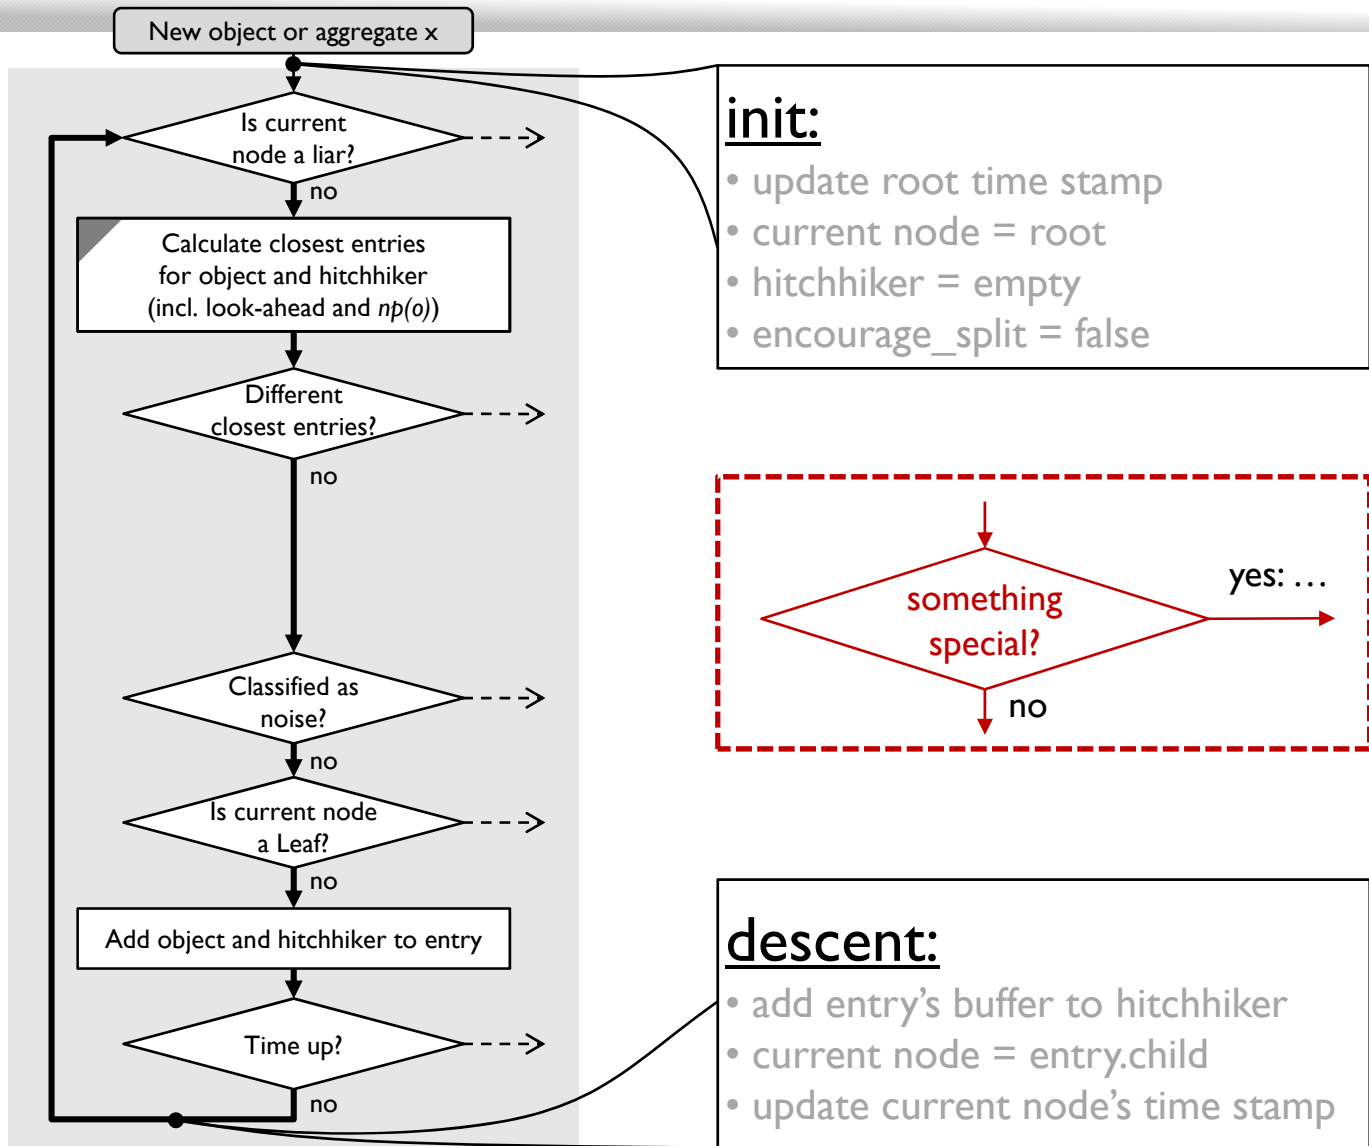 New object or aggregate x
Is current
node a liar?
no
Calculate closest entries
for object and hitchhiker
(incl. look-ahead and np(o))
Different
closest entries?
no
Classified as
noise?
no
Is current node
a Leaf?
no
Add object and hitchhiker to entry
Time up?
no
init:
• update root time stamp
• current node = root
• hitchhiker = empty
• encourage_split = false
something
special?
yes: …
no
descent:
• add entry’s buffer to hitchhiker
• current node = entry.child
• update current node’s time stamp